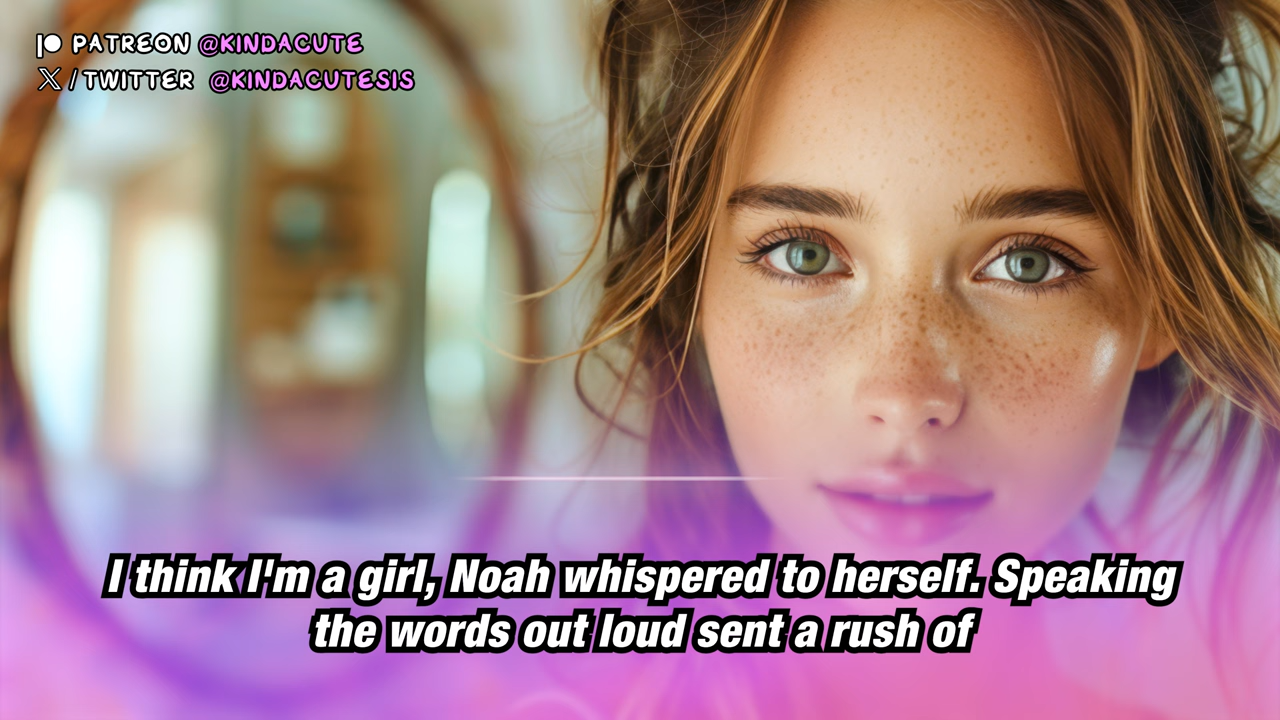 PATREON @KINDACUTE
X / TWITTER @KINDACUTESIS
I think I'm a girl, Noah whispered to herself. Speaking
the words out loud sent a rush of